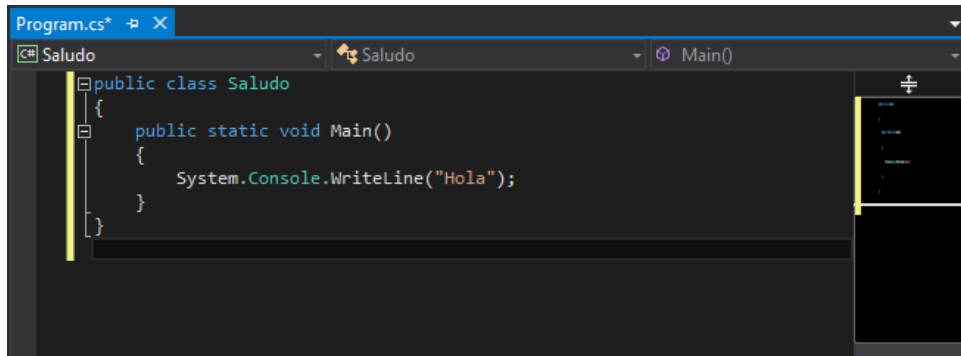 Program.cs*
C# Saludo Saludo Main()
public class Saludo
{
public static void Main()
{
System.Console.WriteLine("Hola");
}
}